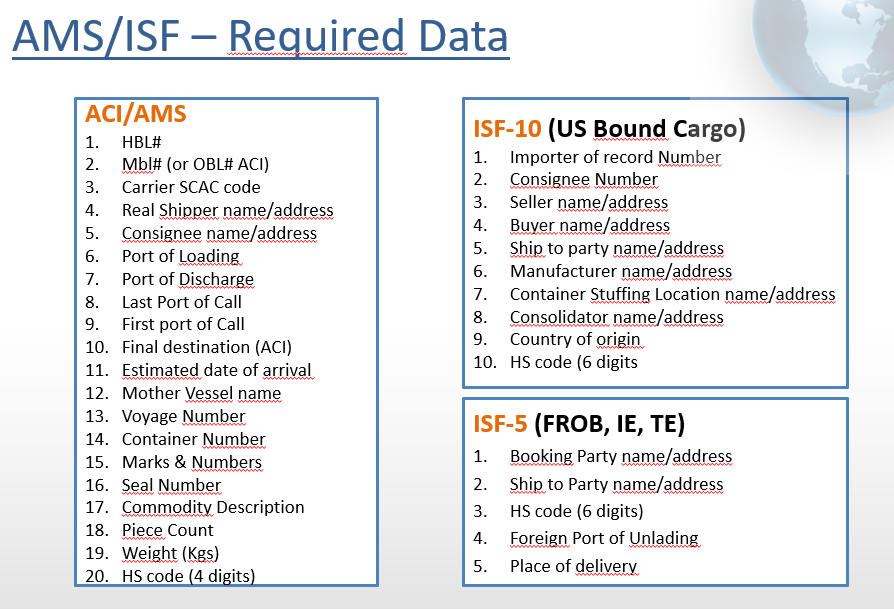 AMS/ISF – Required Data
ACI/AMS
1. HBL#
2. Mbl# (or OBL# ACI)
3. Carrier SCAC code
4. Real Shipper name/address
5. Consignee name/address
6. Port of Loading
7. Port of Discharge
8. Last Port of Call
9. First port of Call
10. Final destination (ACI)
11. Estimated date of arrival
12. Mother Vessel name
13. Voyage Number
14. Container Number
15. Marks & Numbers
16. Seal Number
17. Commodity Description
18. Piece Count
19. Weight (Kgs)
20. HS code (4 digits)
ISF-10 (US Bound Cargo)
1. Importer of record Number
2. Consignee Number
3. Seller name/address
4. Buyer name/address
5. Ship to party name/address
6. Manufacturer name/address
7. Container Stuffing Location name/address
8. Consolidator name/address
9. Country of origin
10. HS code (6 digits
ISF-5 (FROB, IE, TE)
1. Booking Party name/address
2. Ship to Party name/address
3. HS code (6 digits)
4. Foreign Port of Unlading
5. Place of delivery